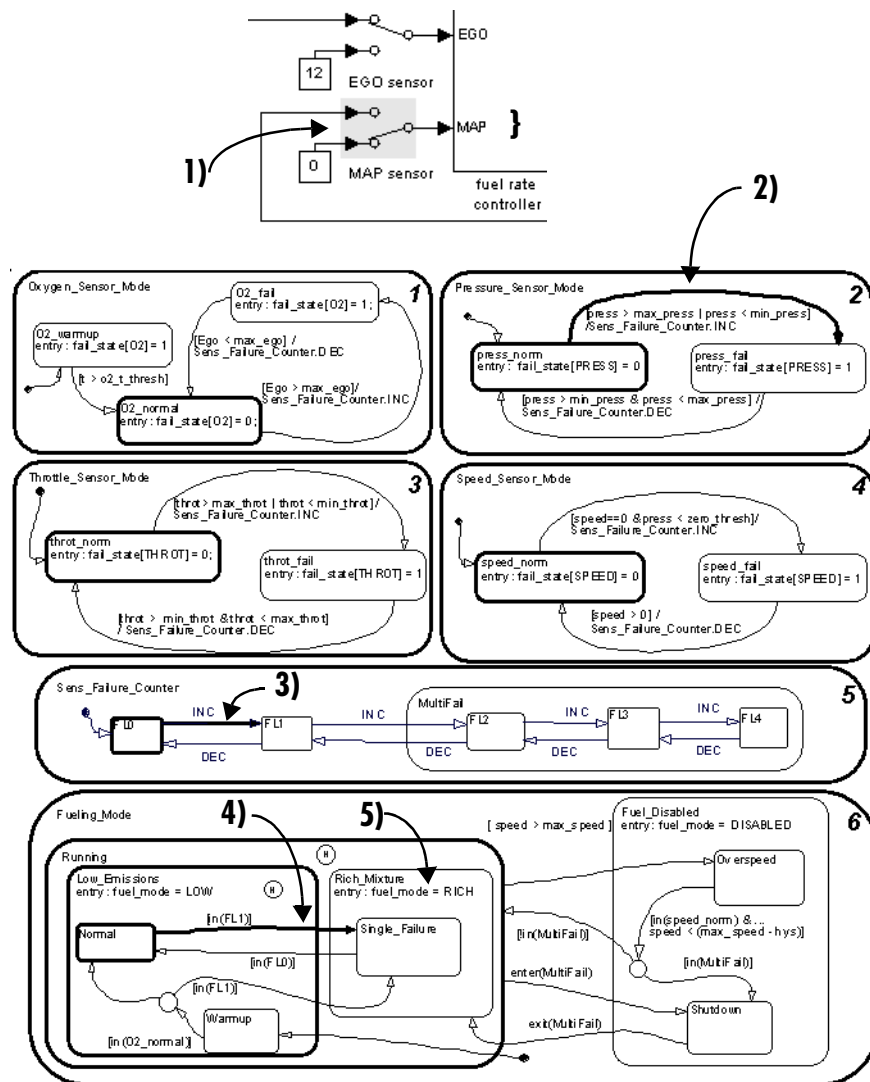 EGO
12
EGO sensor
1)
MAP
}
0
MAP sensor
fuel rate
controller
2)
Oxygen_Sensor_Mode
1
O2_fail
entry: fail_state[O2] = 1;
O2_warmup
entry: fail_state[O2] = 1
[Ego < max_ego] /
Sens_Failure_Counter.DEC
[t > o2_t_thresh]
[Ego > max_ego]/
Sens_Failure_Counter.INC
O2_normal
entry: fail_state[O2] = 0;
Pressure_Sensor_Mode
2
[press > max_press | press < min_press]
/Sens_Failure_Counter.INC
press_norm
entry: fail_state[PRESS] = 0
press_fail
entry: fail_state[PRESS] = 1
[press > min_press & press < max_press] /
Sens_Failure_Counter.DEC
Throttle_Sensor_Mode
3
[throt > max_throt | throt < min_throt] /
Sens_Failure_Counter.INC
throt_norm
entry: fail_state[THROT] = 0;
throt_fail
entry: fail_state[THROT] = 1
[throt > min_throt &throt < max_throt]
/ Sens_Failure_Counter.DEC
Speed_Sensor_Mode
4
[speed==0 &press < zero_thresh]/
Sens_Failure_Counter.INC
speed_norm
entry: fail_state[SPEED] = 0
speed_fail
entry: fail_state[SPEED] = 1
[speed > 0] /
Sens_Failure_Counter.DEC
Sens_Failure_Counter
3)
5
MultiFail
INC
INC
INC
INC
FL0
FL1
FL2
FL3
FL4
DEC
DEC
DEC
DEC
Fueling_Mode
4)
5)
6
[ speed > max_speed ]
Fuel_Disabled
entry: fuel_mode = DISABLED
Running
H
Low_Emissions
entry: fuel_mode = LOW
H
Rich_Mixture
entry: fuel_mode = RICH
Overspeed
[in(FL1)]
Normal
Single_Failure
[in(FL0)]
[in(speed_norm) &...
speed < (max_speed - hys)]
[!in(MultiFail)]
[in(MultiFail)]
[in(FL1)]
enter(MultiFail)
Warmup
Shutdown
[in(O2_normal)]
exit(MultiFail)